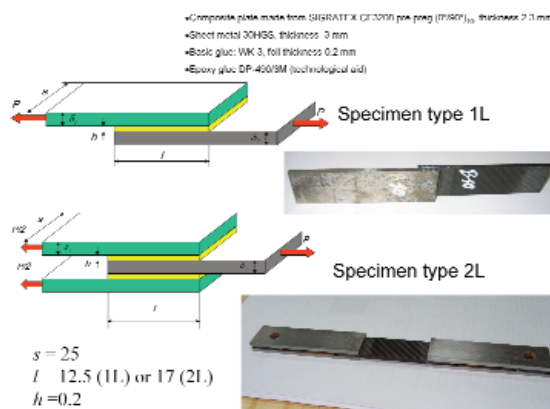 •Composite plate made from SIGRATEX CE3208 pre-preg (0°/90°)₁₀, thickness 2.3 mm
•Sheet metal 30HGS, thickness 3 mm
•Basic glue: WK 3, foil thickness 0.2 mm
•Epoxy glue DP-490/3M (technological aid)
s
P
h
P
l
Specimen type 1L
s
P/2
h
P
P/2
l
Specimen type 2L
s = 25
l 12.5 (1L) or 17 (2L)
h =0.2